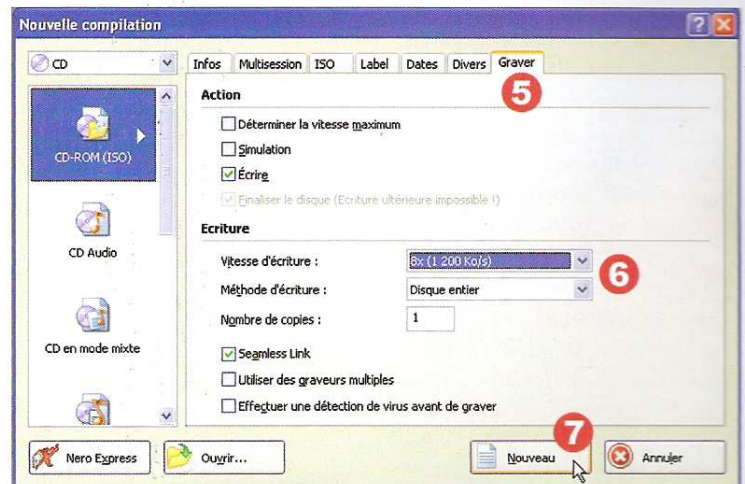 Nouvelle compilation
CD
Infos Multisession ISO Label Dates Divers Graver
5
Action
Déterminer la vitesse maximum
Simulation
Écrire
Finaliser le disque (Ecriture ultérieure impossible !)
Ecriture
Vitesse d'écriture : 8x (1 200 Ko/s)
6
Méthode d'écriture : Disque entier
Nombre de copies : 1
Seamless Link
Utiliser des graveurs multiples
Effectuer une détection de virus avant de graver
CD-ROM (ISO)
CD Audio
CD en mode mixte
7
Nero Express Ouvrir... Nouveau Annuler